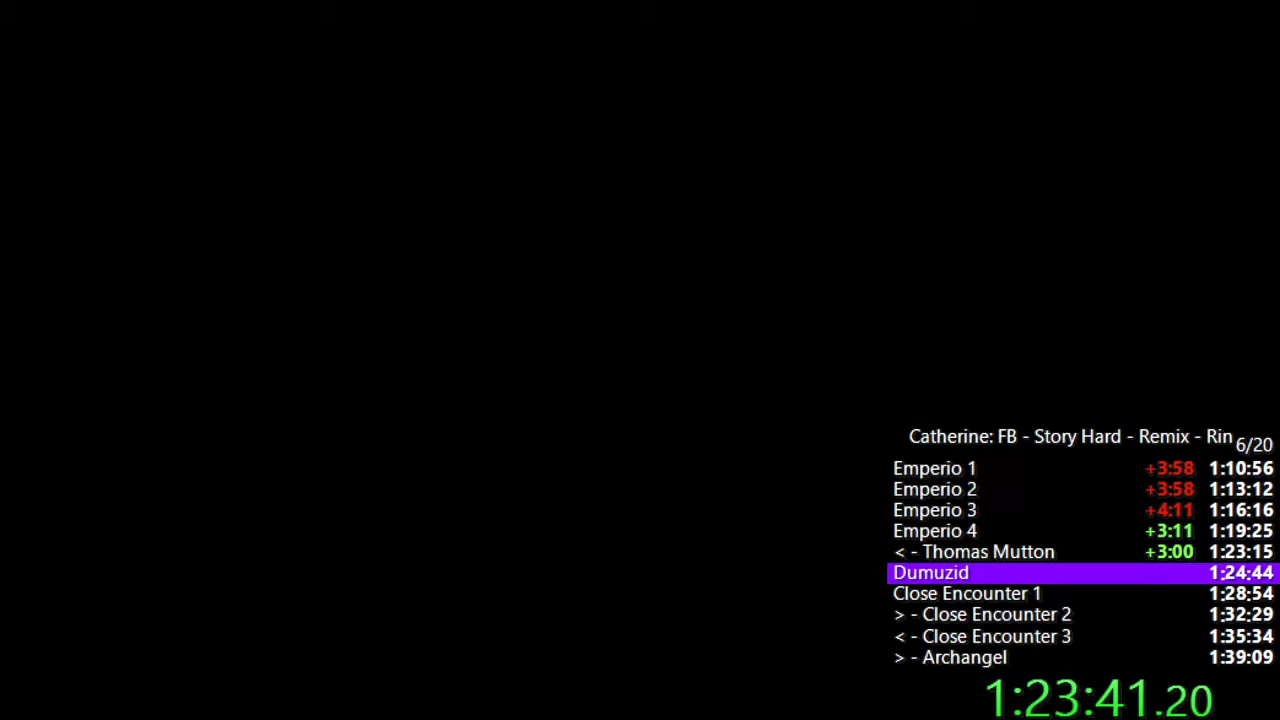 Catherine: FB - Story Hard - Remix - Rin 6/20
Emperio 1 +3:58 1:10:56
Emperio 2 +3:58 1:13:12
Emperio 3 +4:11 1:16:16
Emperio 4 +3:11 1:19:25
< - Thomas Mutton +3:00 1:23:15
Dumuzid 1:24:44
Close Encounter 1 1:28:54
> - Close Encounter 2 1:32:29
< - Close Encounter 3 1:35:34
> - Archangel 1:39:09
1:23:41.20